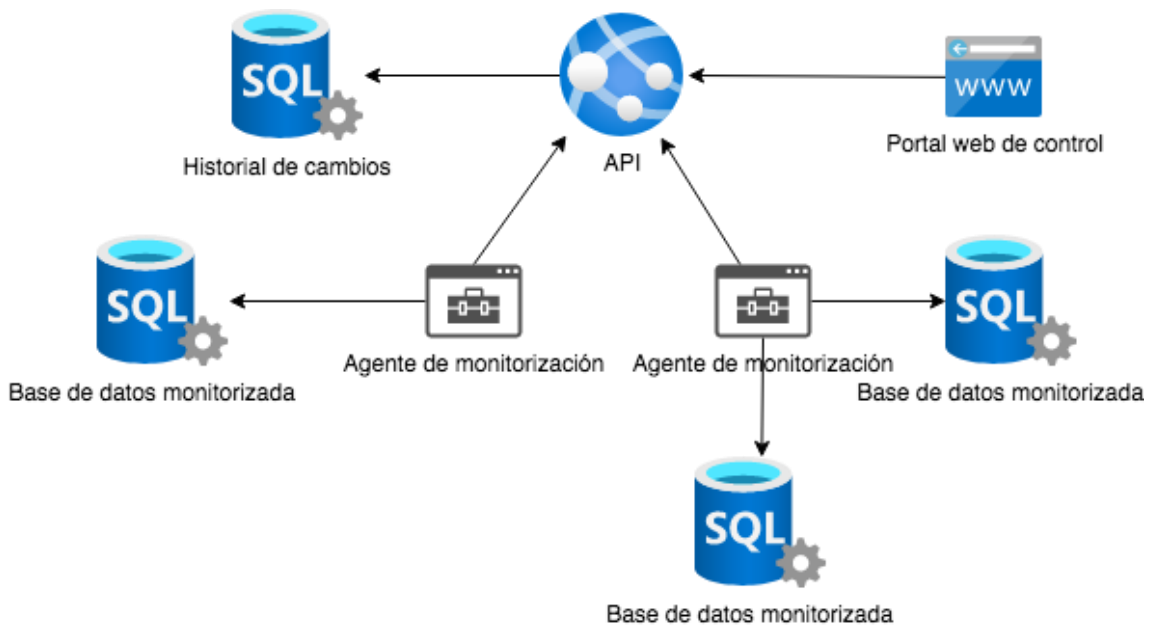 SQL
WWW
Historial de cambios
API
Portal web de control
SQL
SQL
Agente de monitorización
Agente de monitorización
Base de datos monitorizada
Base de datos monitorizada
SQL
Base de datos monitorizada